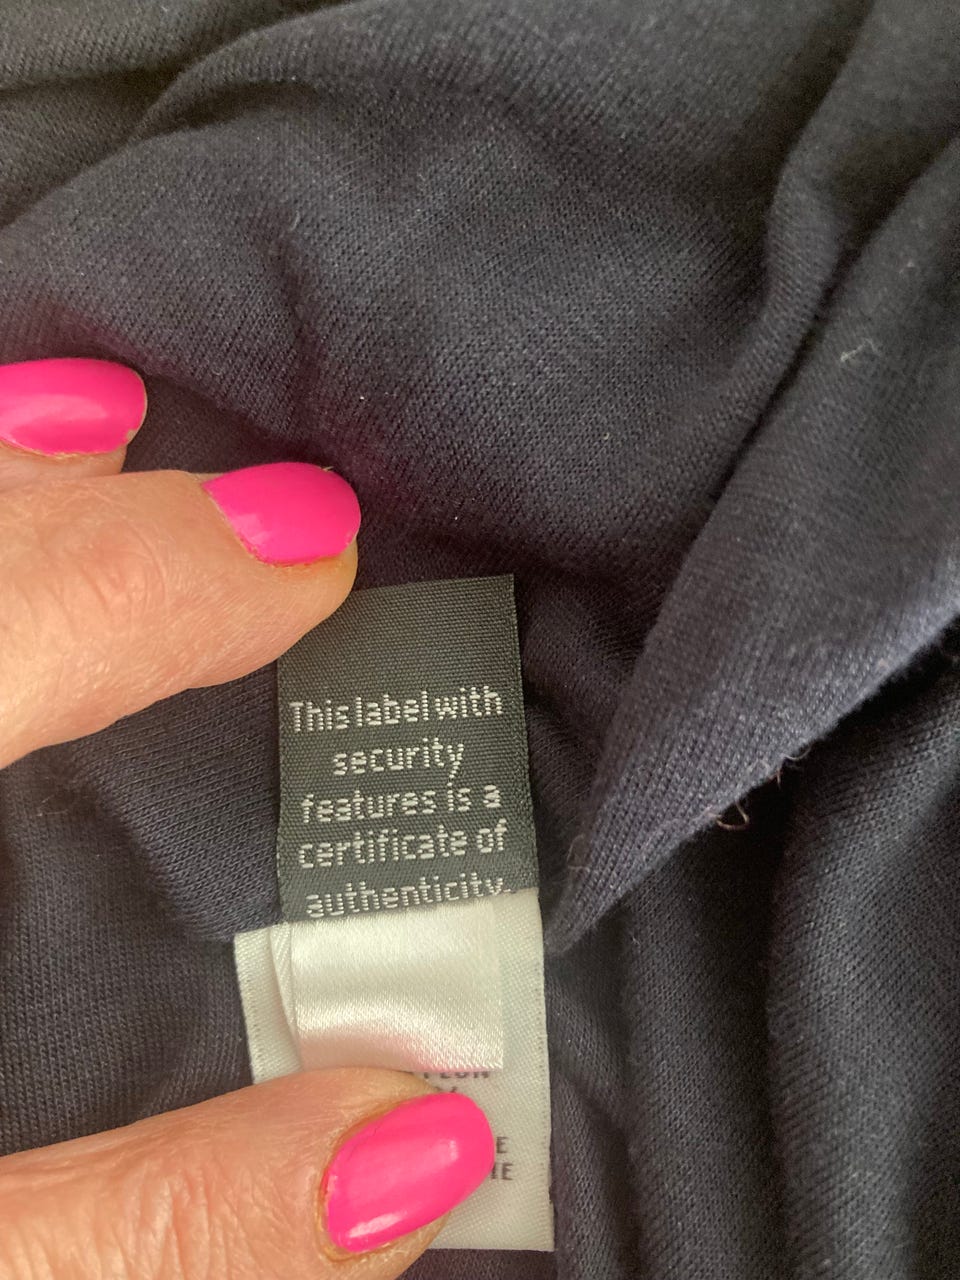 This label with
security
features is a
certificate of
authenticity.